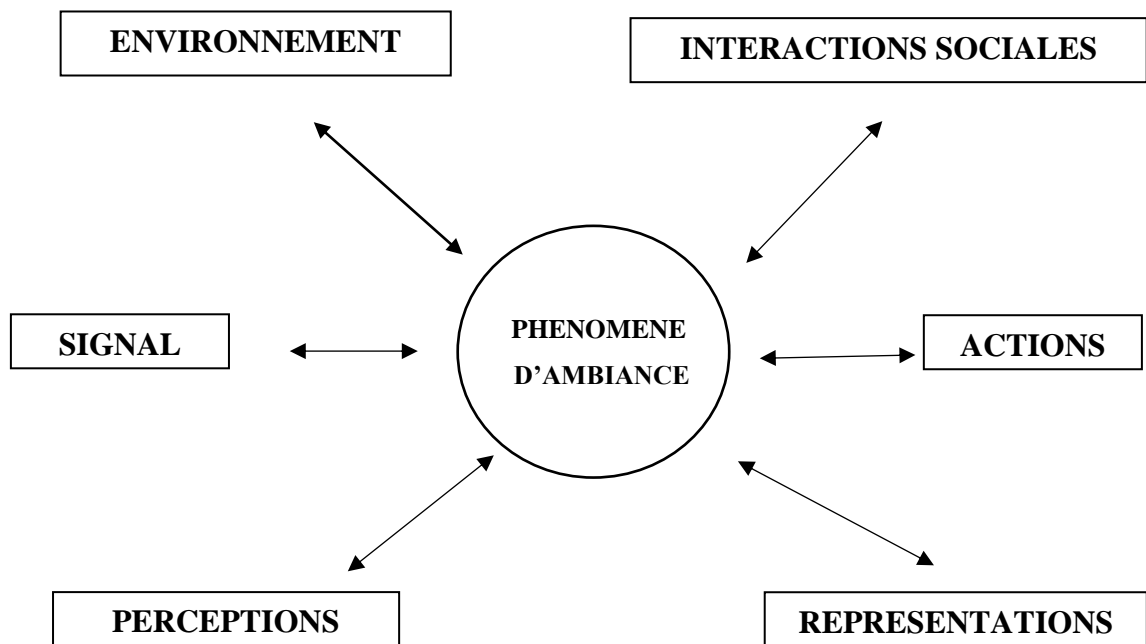 ENVIRONNEMENT
INTERACTIONS SOCIALES
SIGNAL
PHENOMENE
D’AMBIANCE
ACTIONS
PERCEPTIONS
REPRESENTATIONS